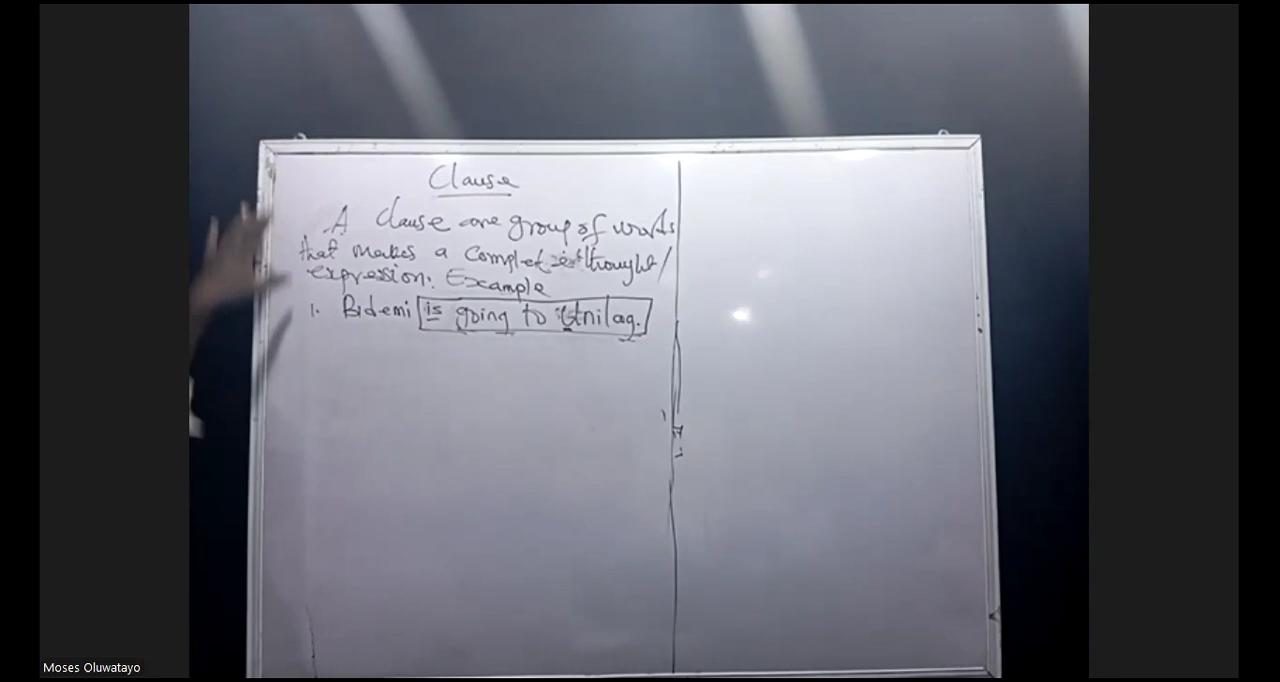 Clause
A Clause are group of words
that makes a complete thought/
expression. Example
1. Bidemi is going to Unilag.
Moses Oluwatayo